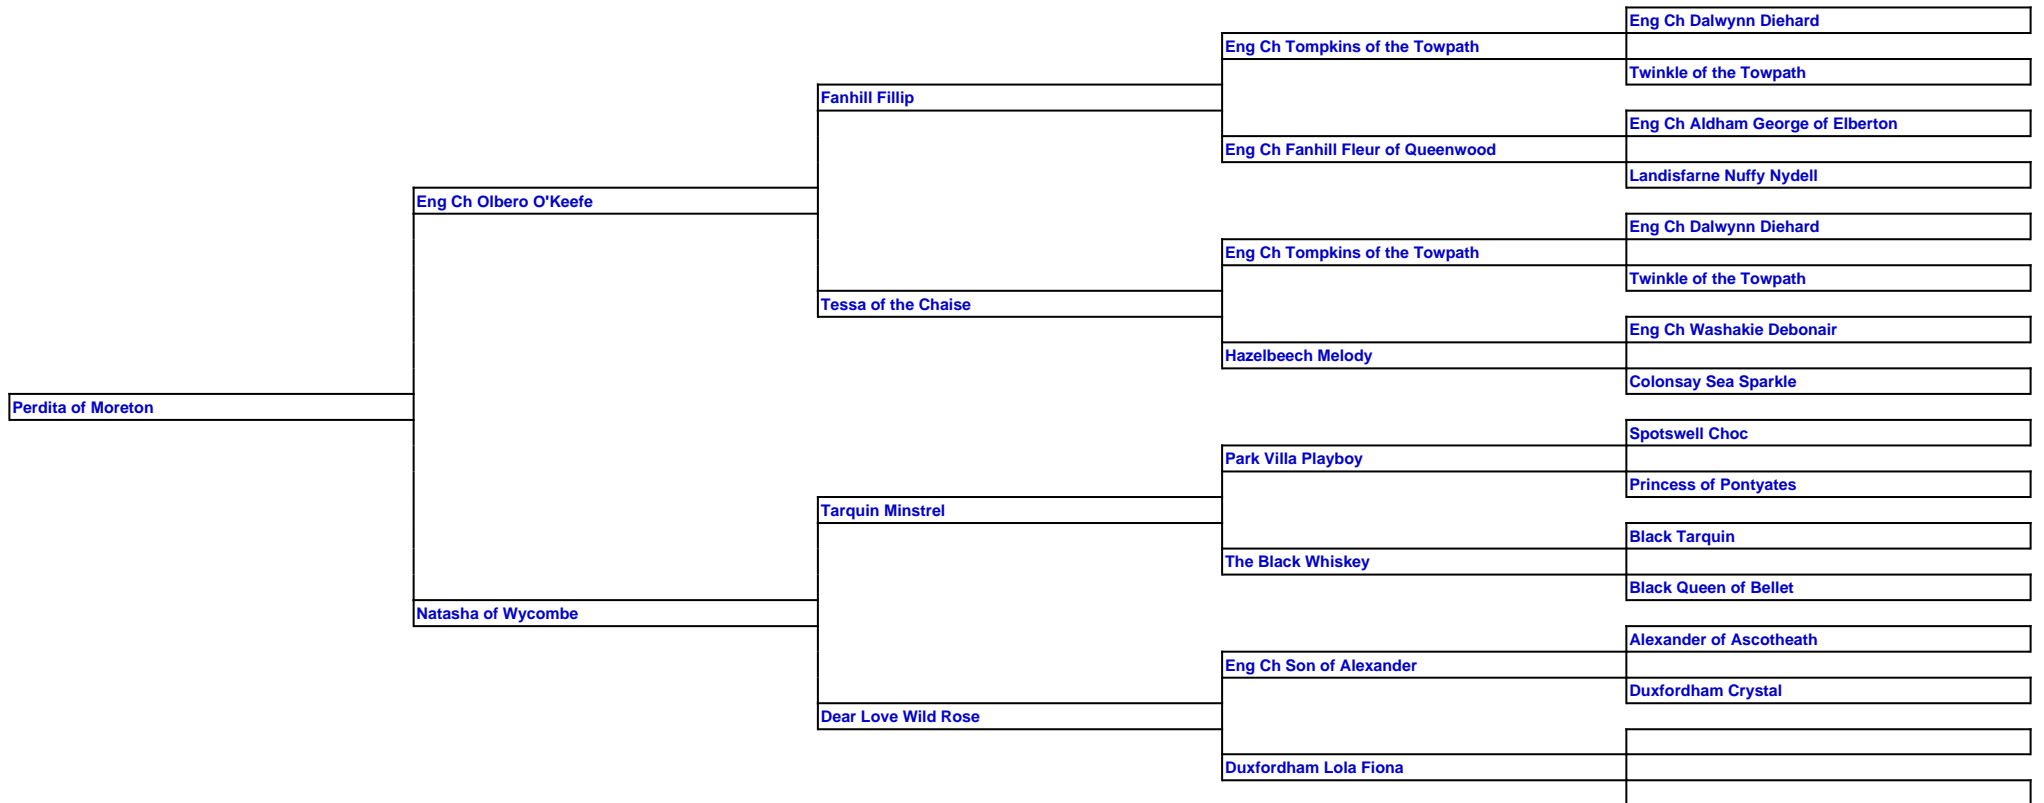 Eng Ch Dalwynn Diehard
Eng Ch Tompkins of the Towpath
Twinkle of the Towpath
Fanhill Fillip
Eng Ch Aldham George of Elberton
Eng Ch Fanhill Fleur of Queenwood
Landisfarne Nuffy Nydell
Eng Ch Olbero O'Keefe
Eng Ch Dalwynn Diehard
Eng Ch Tompkins of the Towpath
Twinkle of the Towpath
Tessa of the Chaise
Eng Ch Washakie Debonair
Hazelbeech Melody
Colonsay Sea Sparkle
Perdita of Moreton
Spotswell Choc
Park Villa Playboy
Princess of Pontyates
Tarquin Minstrel
Black Tarquin
The Black Whiskey
Black Queen of Bellet
Natasha of Wycombe
Alexander of Ascotheath
Eng Ch Son of Alexander
Duxfordham Crystal
Dear Love Wild Rose
Duxfordham Lola Fiona